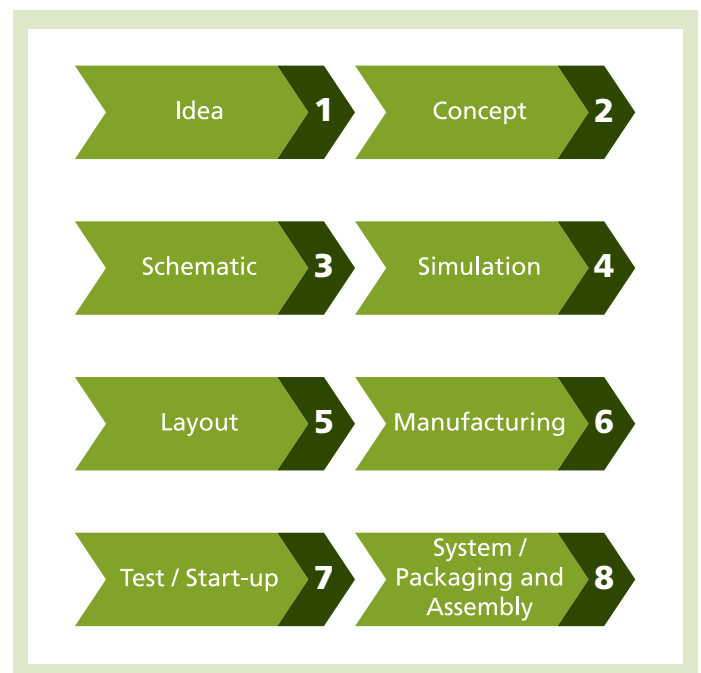 Idea 1
Concept 2
Schematic 3
Simulation 4
Layout 5
Manufacturing 6
Test / Start-up 7
System /
Packaging and 8
Assembly